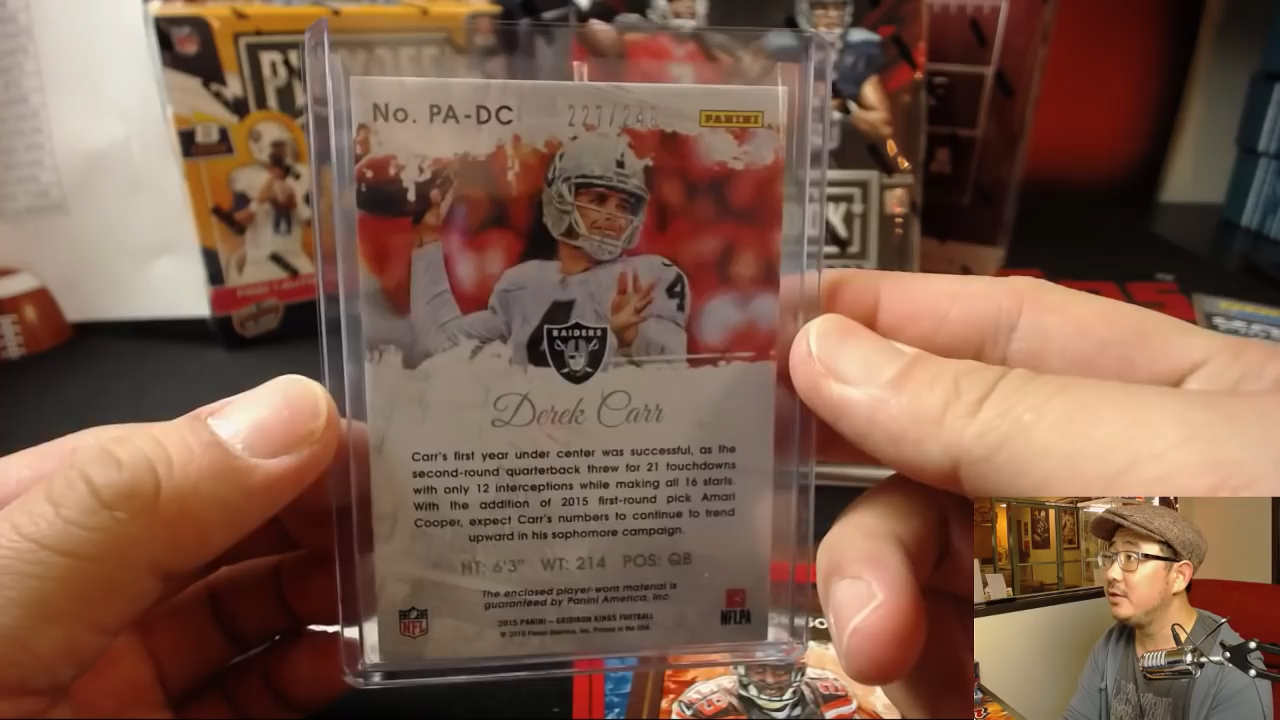 No. PA-DC
PANINI
RAIDERS
Derek Carr
Carr's first year under center was successful, as the
second-round quarterback threw for 21 touchdowns
with only 12 interceptions while making all 16 starts.
With the addition of 2015 first-round pick Amari
Cooper, expect Carr's numbers to continue to trend
upward in his sophomore campaign.
HT: 6'3" WT: 214 POS: QB
The enclosed player-worn material is
guaranteed by Panini America, Inc.
2015 PANINI – GRIDIRON KINGS FOOTBALL
© 2015 Panini America, Inc. Printed in the USA
NFL
NFLPA
4